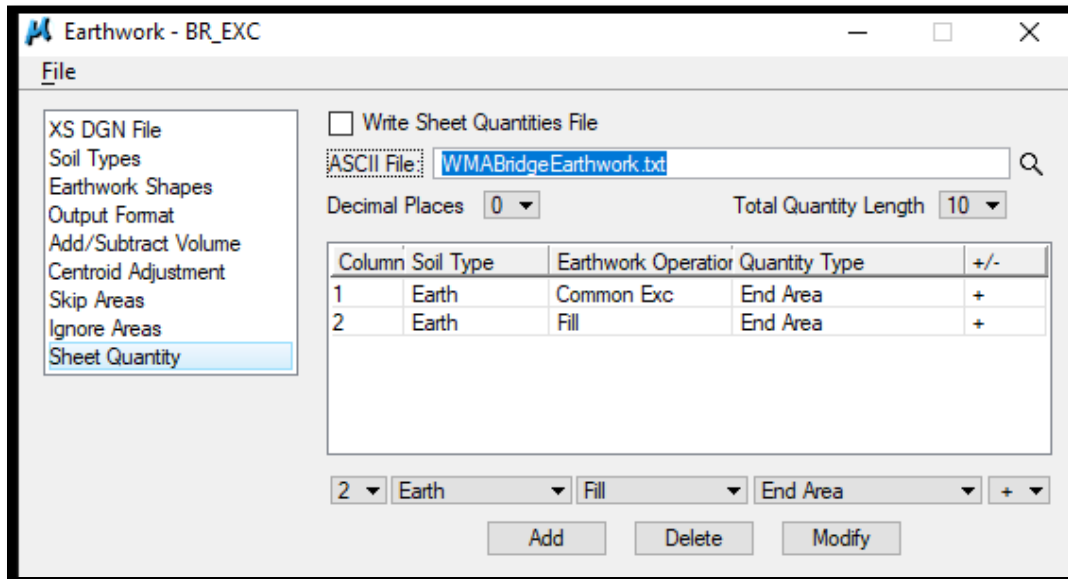 Earthwork - BR_EXC
File
XS DGN File
Soil Types
Earthwork Shapes
Output Format
Add/Subtract Volume
Centroid Adjustment
Skip Areas
Ignore Areas
Sheet Quantity
Write Sheet Quantities File
ASCII File: WMABridgeEarthwork.txt
Decimal Places 0 Total Quantity Length 10
Column Soil Type Earthwork Operation Quantity Type +/-
1 Earth Common Exc End Area +
2 Earth Fill End Area +
2 Earth Fill End Area +
Add Delete Modify